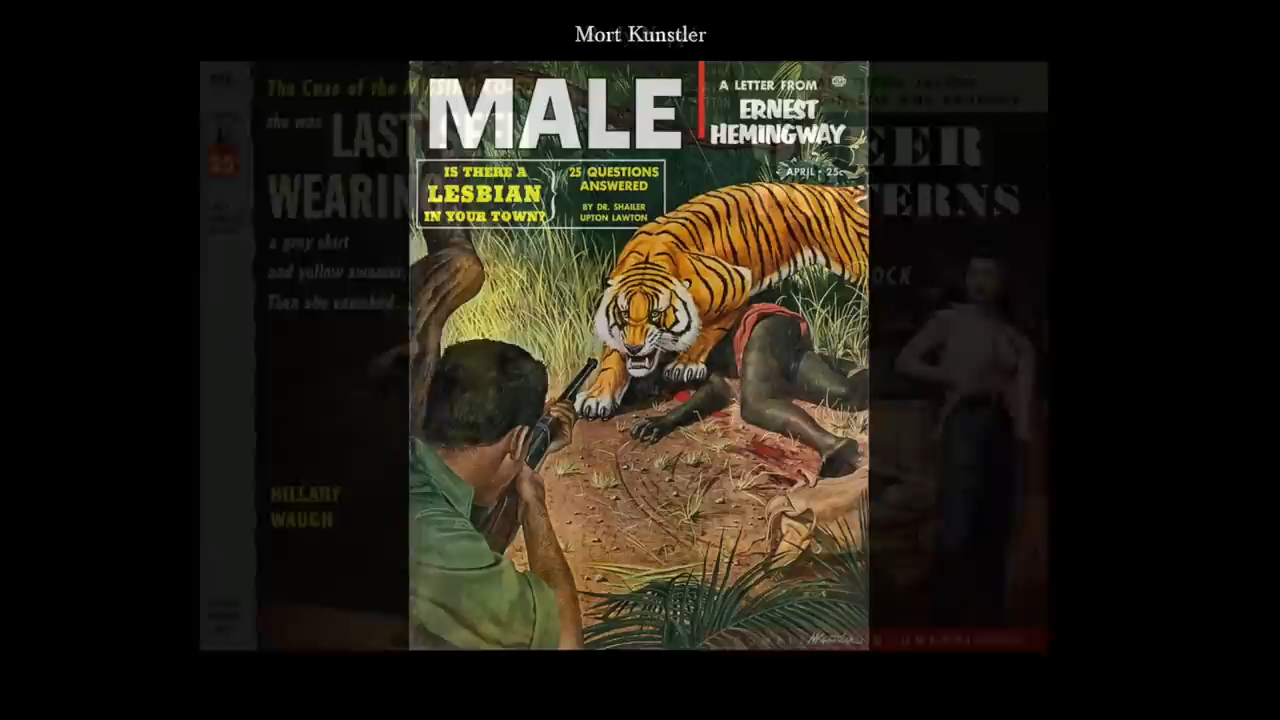 Mort Kunstler
MALE
A LETTER FROM
ERNEST
HEMINGWAY
APRIL • 25c
IS THERE A
LESBIAN
IN YOUR TOWN?
25 QUESTIONS
ANSWERED
BY DR. SHAILER
UPTON LAWTON
The Case of the
she was
LAST
WEARING
a gray skirt
and yellow sweater,
Then she vanished...
HILLARY
WAUGH